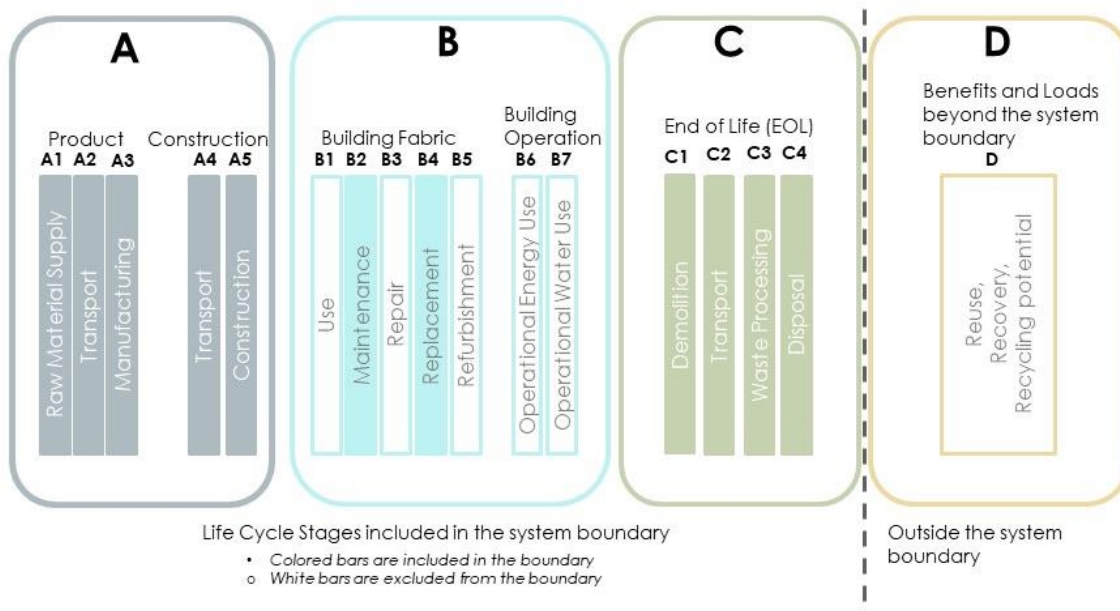 A
Product
Construction
A1 A2 A3
A4 A5
Raw Material Supply
Transport
Manufacturing
Transport
Construction
B
Building Fabric
Building
Operation
B1 B2 B3 B4 B5
B6 B7
Use
Maintenance
Repair
Replacement
Refurbishment
Operational Energy Use
Operational Water Use
C
End of Life (EOL)
C1 C2 C3 C4
Demolition
Transport
Waste Processing
Disposal
D
Benefits and Loads
beyond the system
boundary
D
Reuse,
Recovery,
Recycling potential
Life Cycle Stages included in the system boundary
• Colored bars are included in the boundary
o White bars are excluded from the boundary
Outside the system
boundary